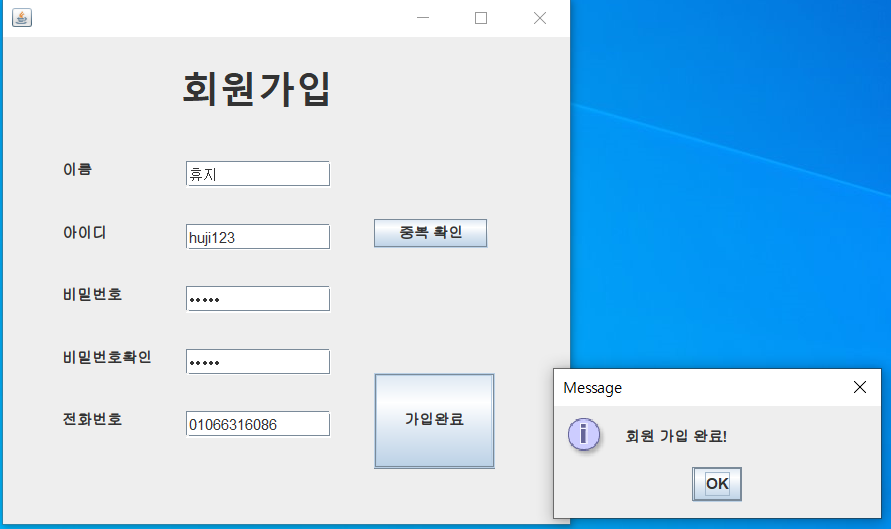 회원가입
이름
휴지
아이디
huji123
중복 확인
비밀번호
•••••
비밀번호확인
•••••
전화번호
01066316086
가입완료
Message
회원 가입 완료!
OK